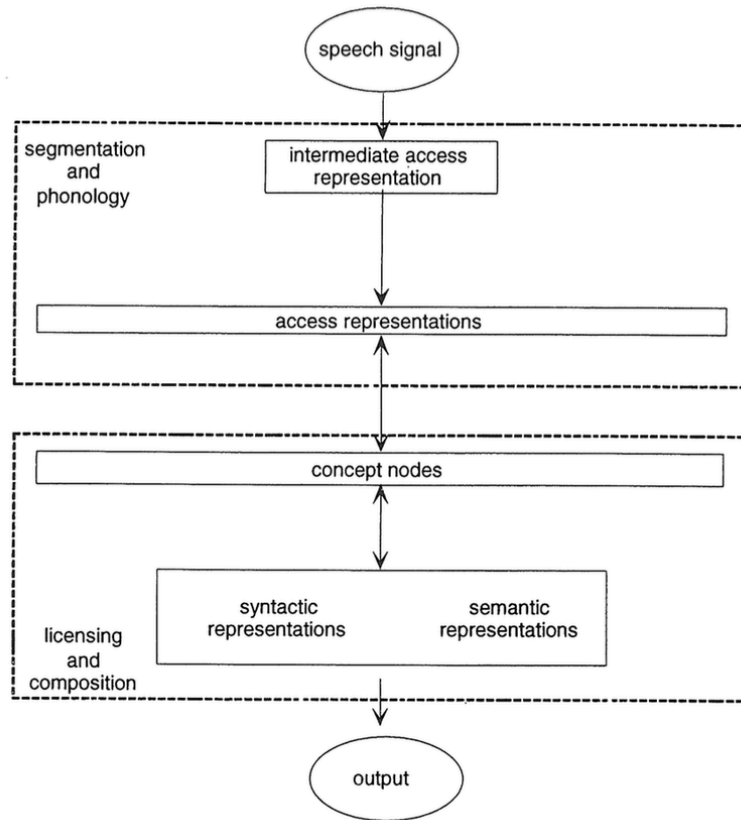 speech signal
segmentation
and
phonology
intermediate access
representation
access representations
concept nodes
syntactic
representations
semantic
representations
licensing
and
composition
output